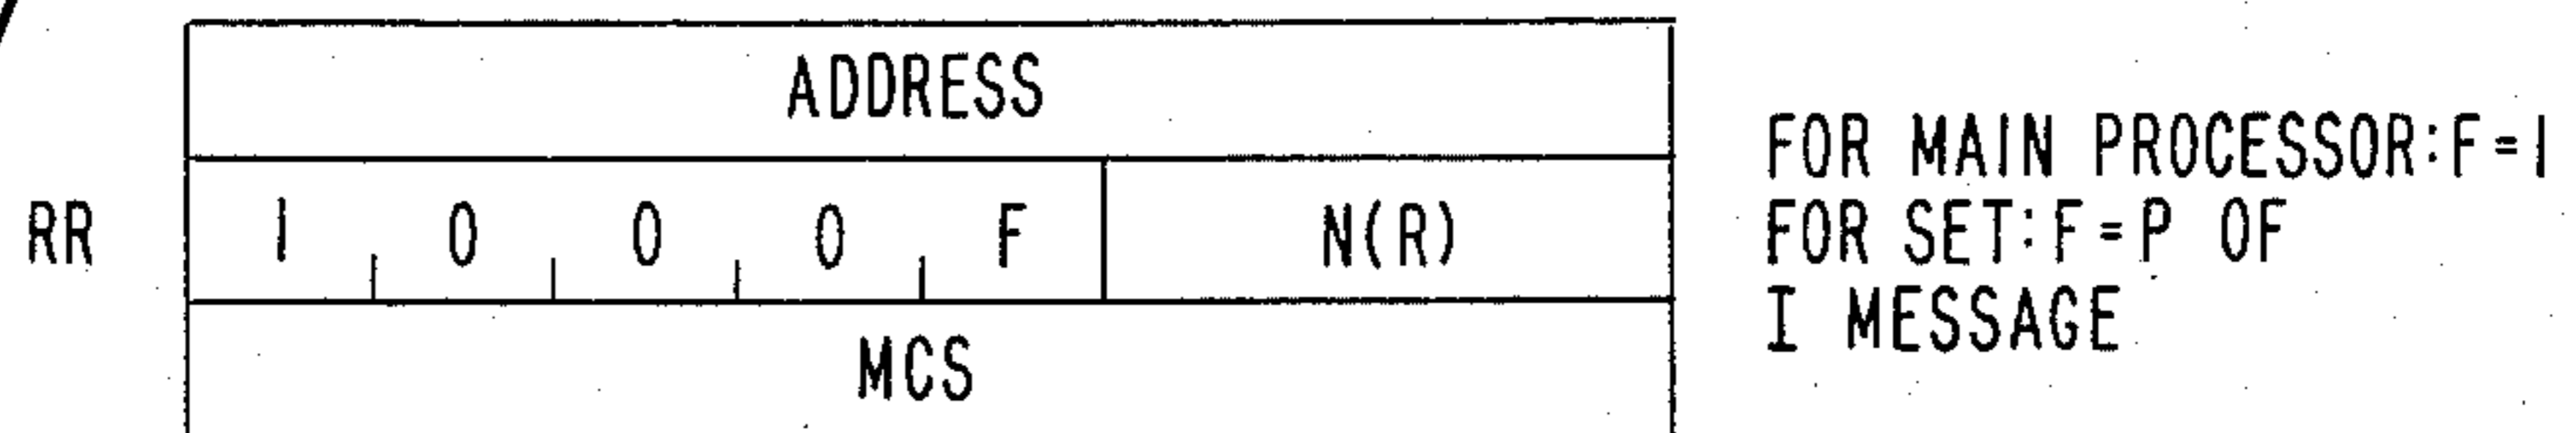 ADDRESS
RR 1 0 0 0 F N(R)
MCS
FOR MAIN PROCESSOR:F=1
FOR SET:F=P OF
I MESSAGE